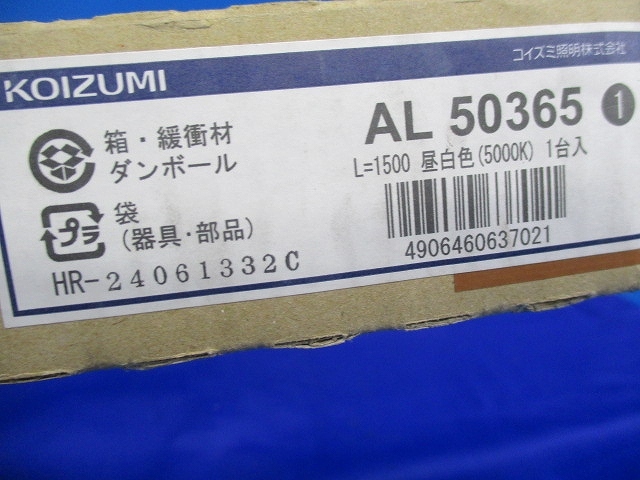 コイズミ照明株式会社
KOIZUMI
AL 50365 1
L=1500 昼白色(5000K) 1台入
箱・緩衝材
ダンボール
プラ
袋
(器具・部品)
4906460637021
HR-24061332C